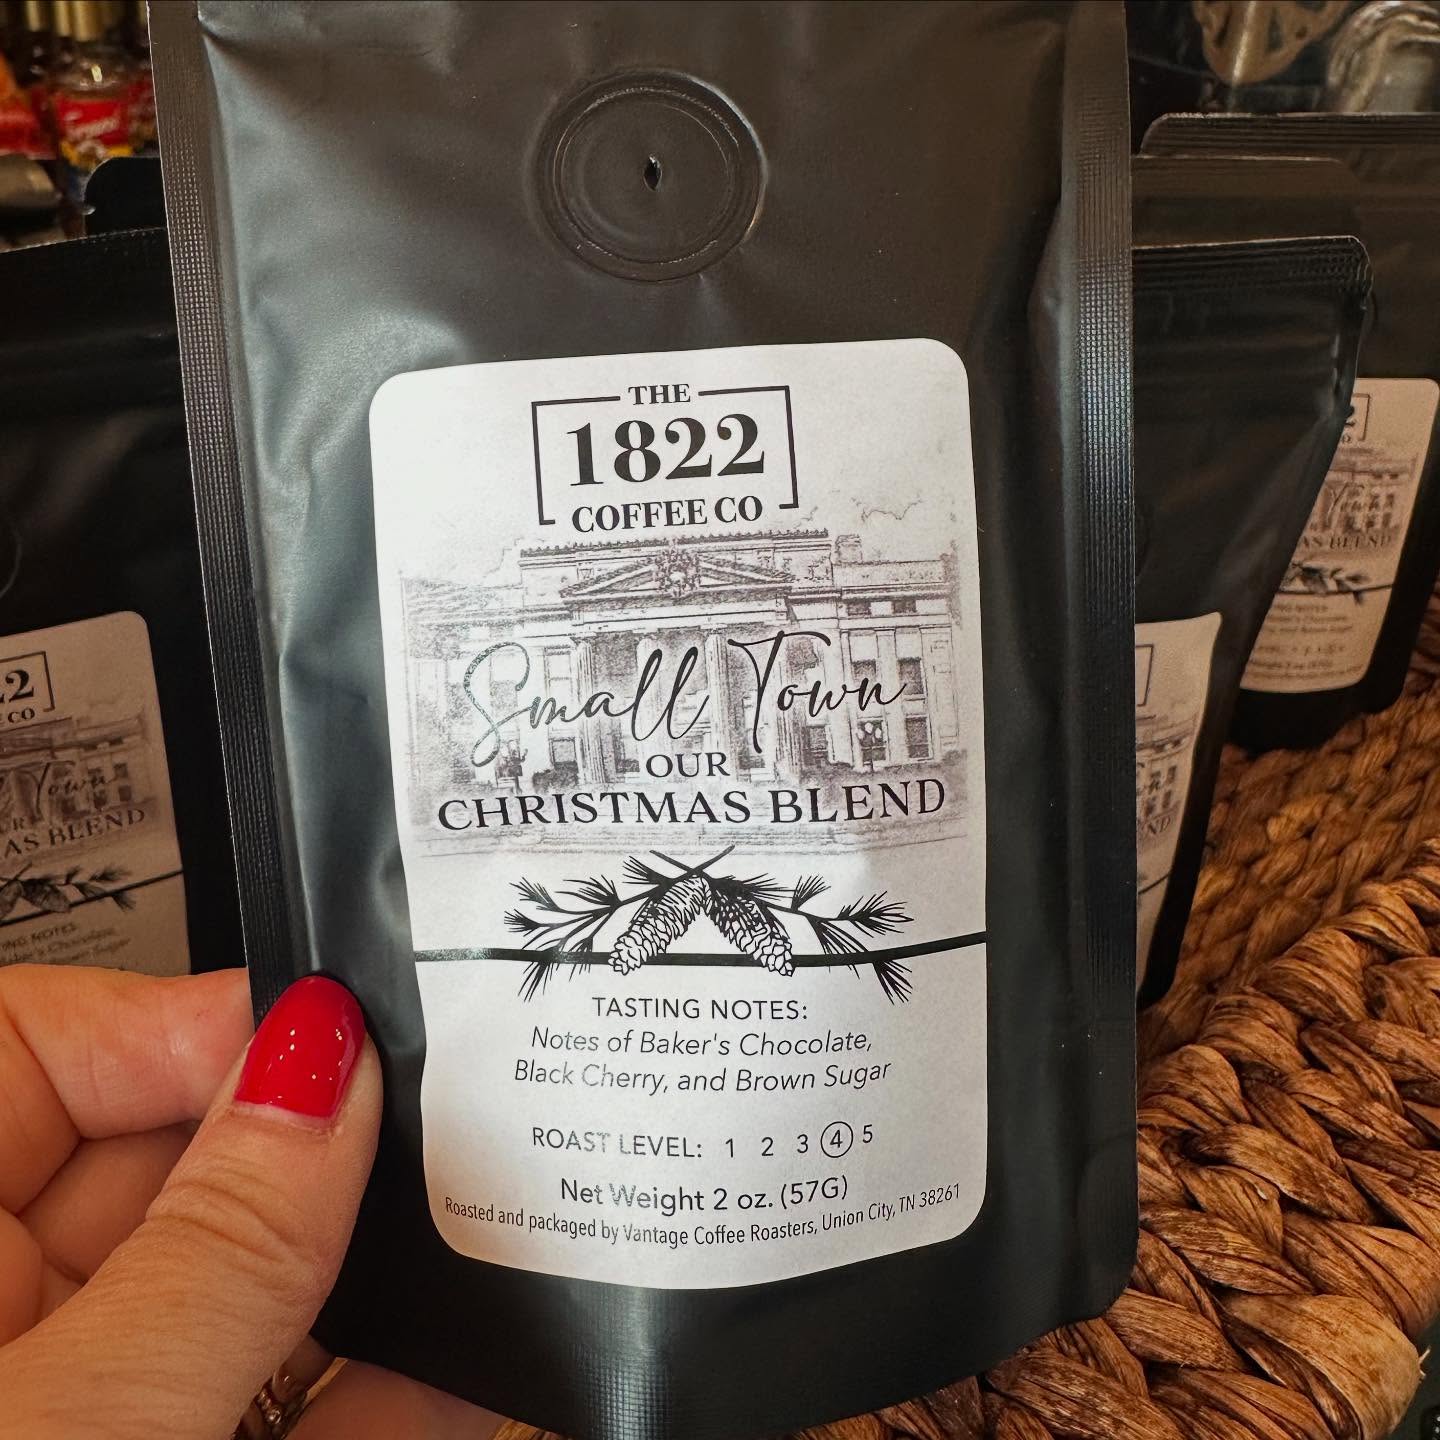 THE
1822
COFFEE CO
Small Town
OUR
CHRISTMAS BLEND
TASTING NOTES:
Notes of Baker's Chocolate,
Black Cherry, and Brown Sugar
ROAST LEVEL: 1 2 3 4 5
Net Weight 2 oz. (57G)
Roasted and packaged by Vantage Coffee Roasters, Union City, TN 38261